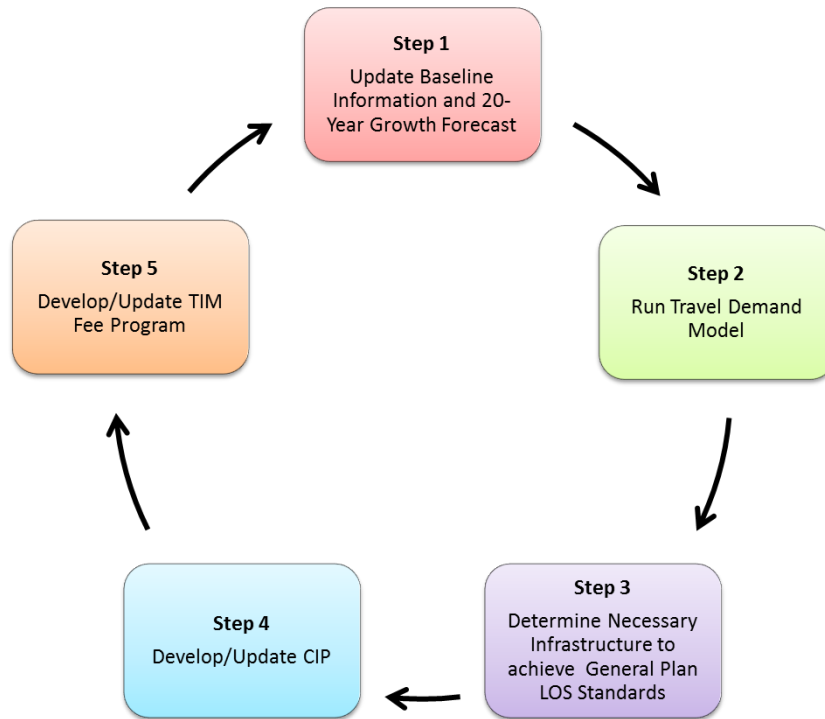 Step 1
Update Baseline
Information and 20-
Year Growth Forecast
Step 2
Run Travel Demand
Model
Step 3
Determine Necessary
Infrastructure to
achieve General Plan
LOS Standards
Step 4
Develop/Update CIP
Step 5
Develop/Update TIM
Fee Program